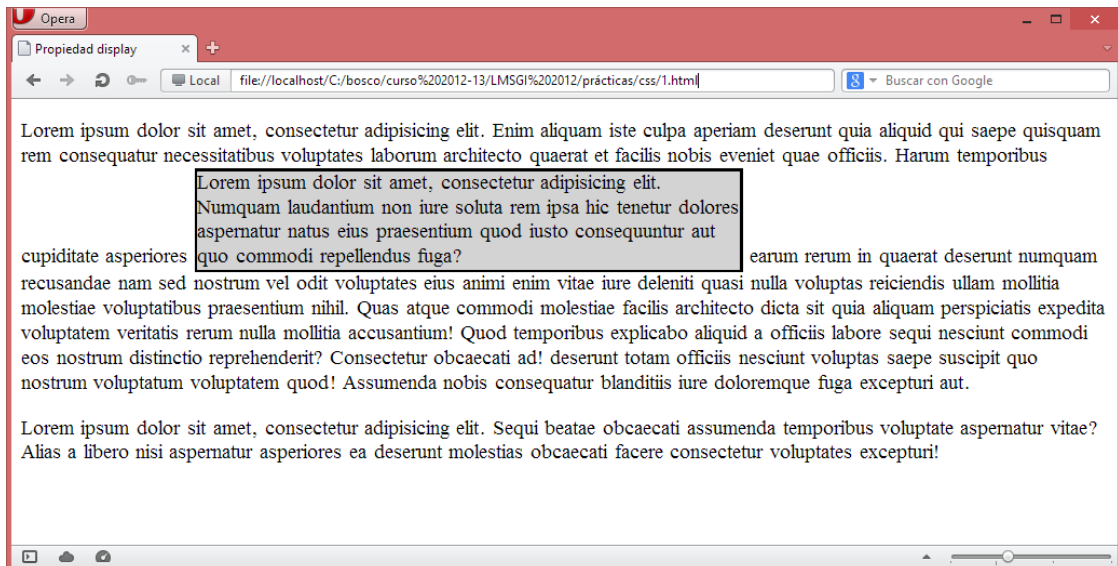 Opera
Propiedad display
Local file://localhost/C:/bosco/curso%202012-13/LMSGI%202012/prácticas/css/1.html
Buscar con Google
Lorem ipsum dolor sit amet, consectetur adipisicing elit. Enim aliquam iste culpa aperiam deserunt quia aliquid qui saepe quisquam
rem consequatur necessitatibus voluptates laborum architecto quaerat et facilis nobis eveniet quae officiis. Harum temporibus
Lorem ipsum dolor sit amet, consectetur adipisicing elit.
Numquam laudantium non iure soluta rem ipsa hic tenetur dolores
aspernatur natus eius praesentium quod iusto consequuntur aut
cupiditate asperiores quo commodi repellendus fuga? earum rerum in quaerat deserunt numquam
recusandae nam sed nostrum vel odit voluptates eius animi enim vitae iure deleniti quasi nulla voluptas reiciendis ullam mollitia
molestiae voluptatibus praesentium nihil. Quas atque commodi molestiae facilis architecto dicta sit quia aliquam perspiciatis expedita
voluptatem veritatis rerum nulla mollitia accusantium! Quod temporibus explicabo aliquid a officiis labore sequi nesciunt commodi
eos nostrum distinctio reprehenderit? Consectetur obcaecati ad! deserunt totam officiis nesciunt voluptas saepe suscipit quo
nostrum voluptatum voluptatem quod! Assumenda nobis consequatur blanditiis iure doloremque fuga excepturi aut.
Lorem ipsum dolor sit amet, consectetur adipisicing elit. Sequi beatae obcaecati assumenda temporibus voluptate aspernatur vitae?
Alias a libero nisi aspernatur asperiores ea deserunt molestias obcaecati facere consectetur voluptates excepturi!